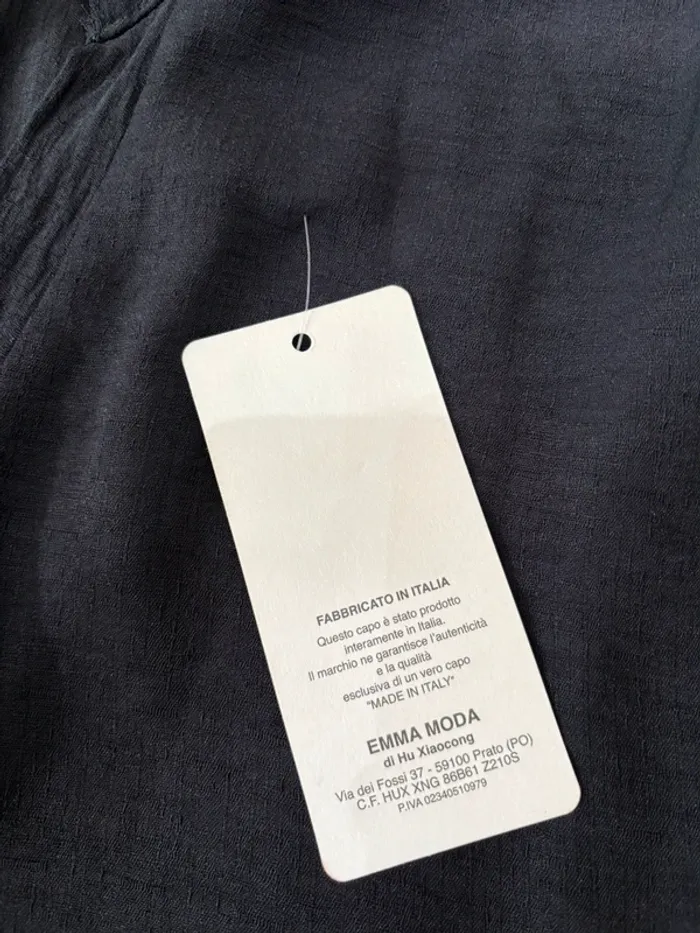 FABBRICATO IN ITALIA
Questo capo è stato prodotto
interamente in Italia.
Il marchio ne garantisce l'autenticità
e la qualità
esclusiva di un vero capo
"MADE IN ITALY"
EMMA MODA
di Hu Xiaocong
Via dei Fossi 37 - 59100 Prato (PO)
C.F. HUX XNG 86B61 Z210S
P.IVA 02340510979